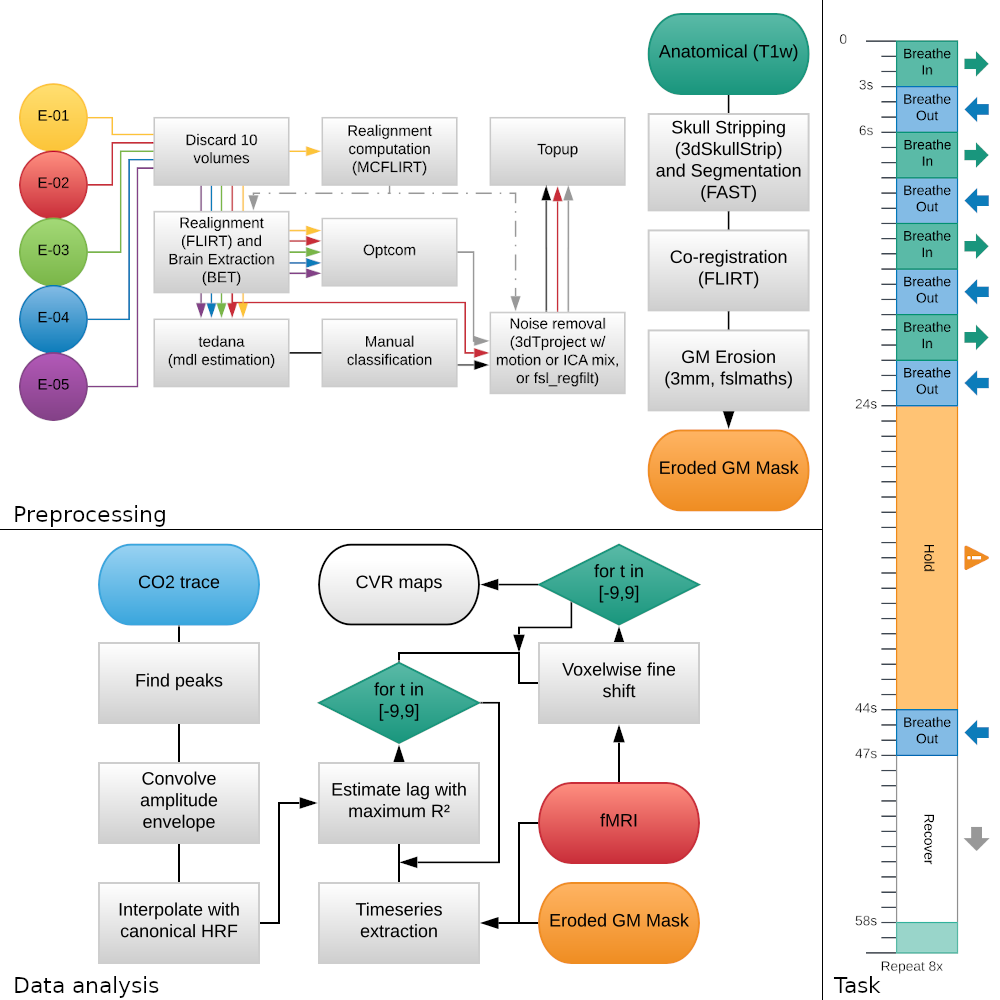 Anatomical (T1w)
Skull Stripping
(3dSkullStrip)
and Segmentation
(FAST)
Co-registration
(FLIRT)
GM Erosion
(3mm, fslmaths)
Eroded GM Mask
E-01
E-02
E-03
E-04
E-05
Discard 10
volumes
Realignment
computation
(MCFLIRT)
Topup
Realignment
(FLIRT) and
Brain Extraction
(BET)
Optcom
tedana
(mdl estimation)
Manual
classification
Noise removal
(3dTproject w/
motion or ICA mix,
or fsl_regfilt)
Preprocessing
CO2 trace
Find peaks
Convolve
amplitude
envelope
Interpolate with
canonical HRF
CVR maps
for t in
[-9,9]
Voxelwise fine
shift
for t in
[-9,9]
Estimate lag with
maximum R²
Timeseries
extraction
fMRI
Eroded GM Mask
Data analysis
0
Breathe
In
3s
Breathe
Out
6s
Breathe
In
Breathe
Out
Breathe
In
Breathe
Out
Breathe
In
Breathe
Out
24s
Hold
!
44s
Breathe
Out
47s
Recover
58s
Repeat 8x
Task